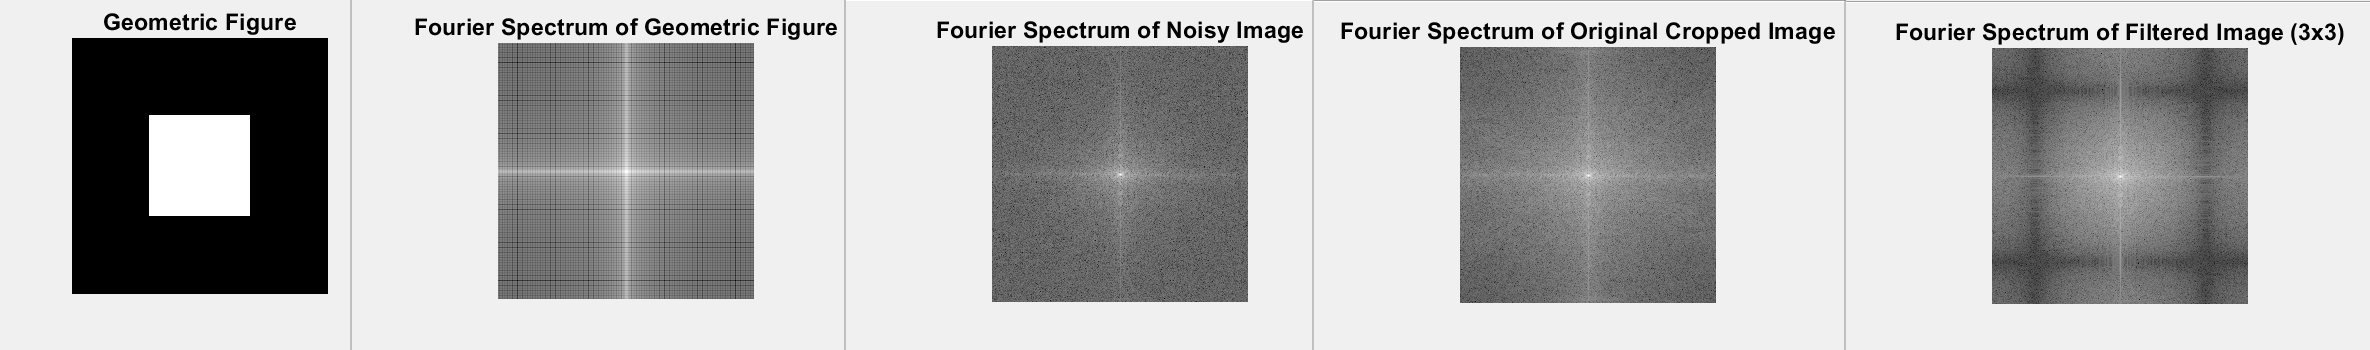 Geometric Figure
Fourier Spectrum of Geometric Figure
Fourier Spectrum of Noisy Image
Fourier Spectrum of Original Cropped Image
Fourier Spectrum of Filtered Image (3x3)